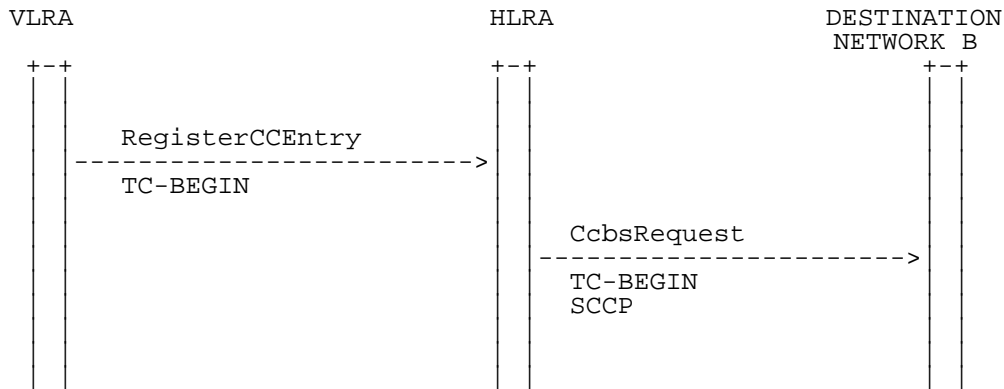 VLRA HLRA DESTINATION
NETWORK B
RegisterCCEntry
TC-BEGIN
CcbsRequest
TC-BEGIN
SCCP